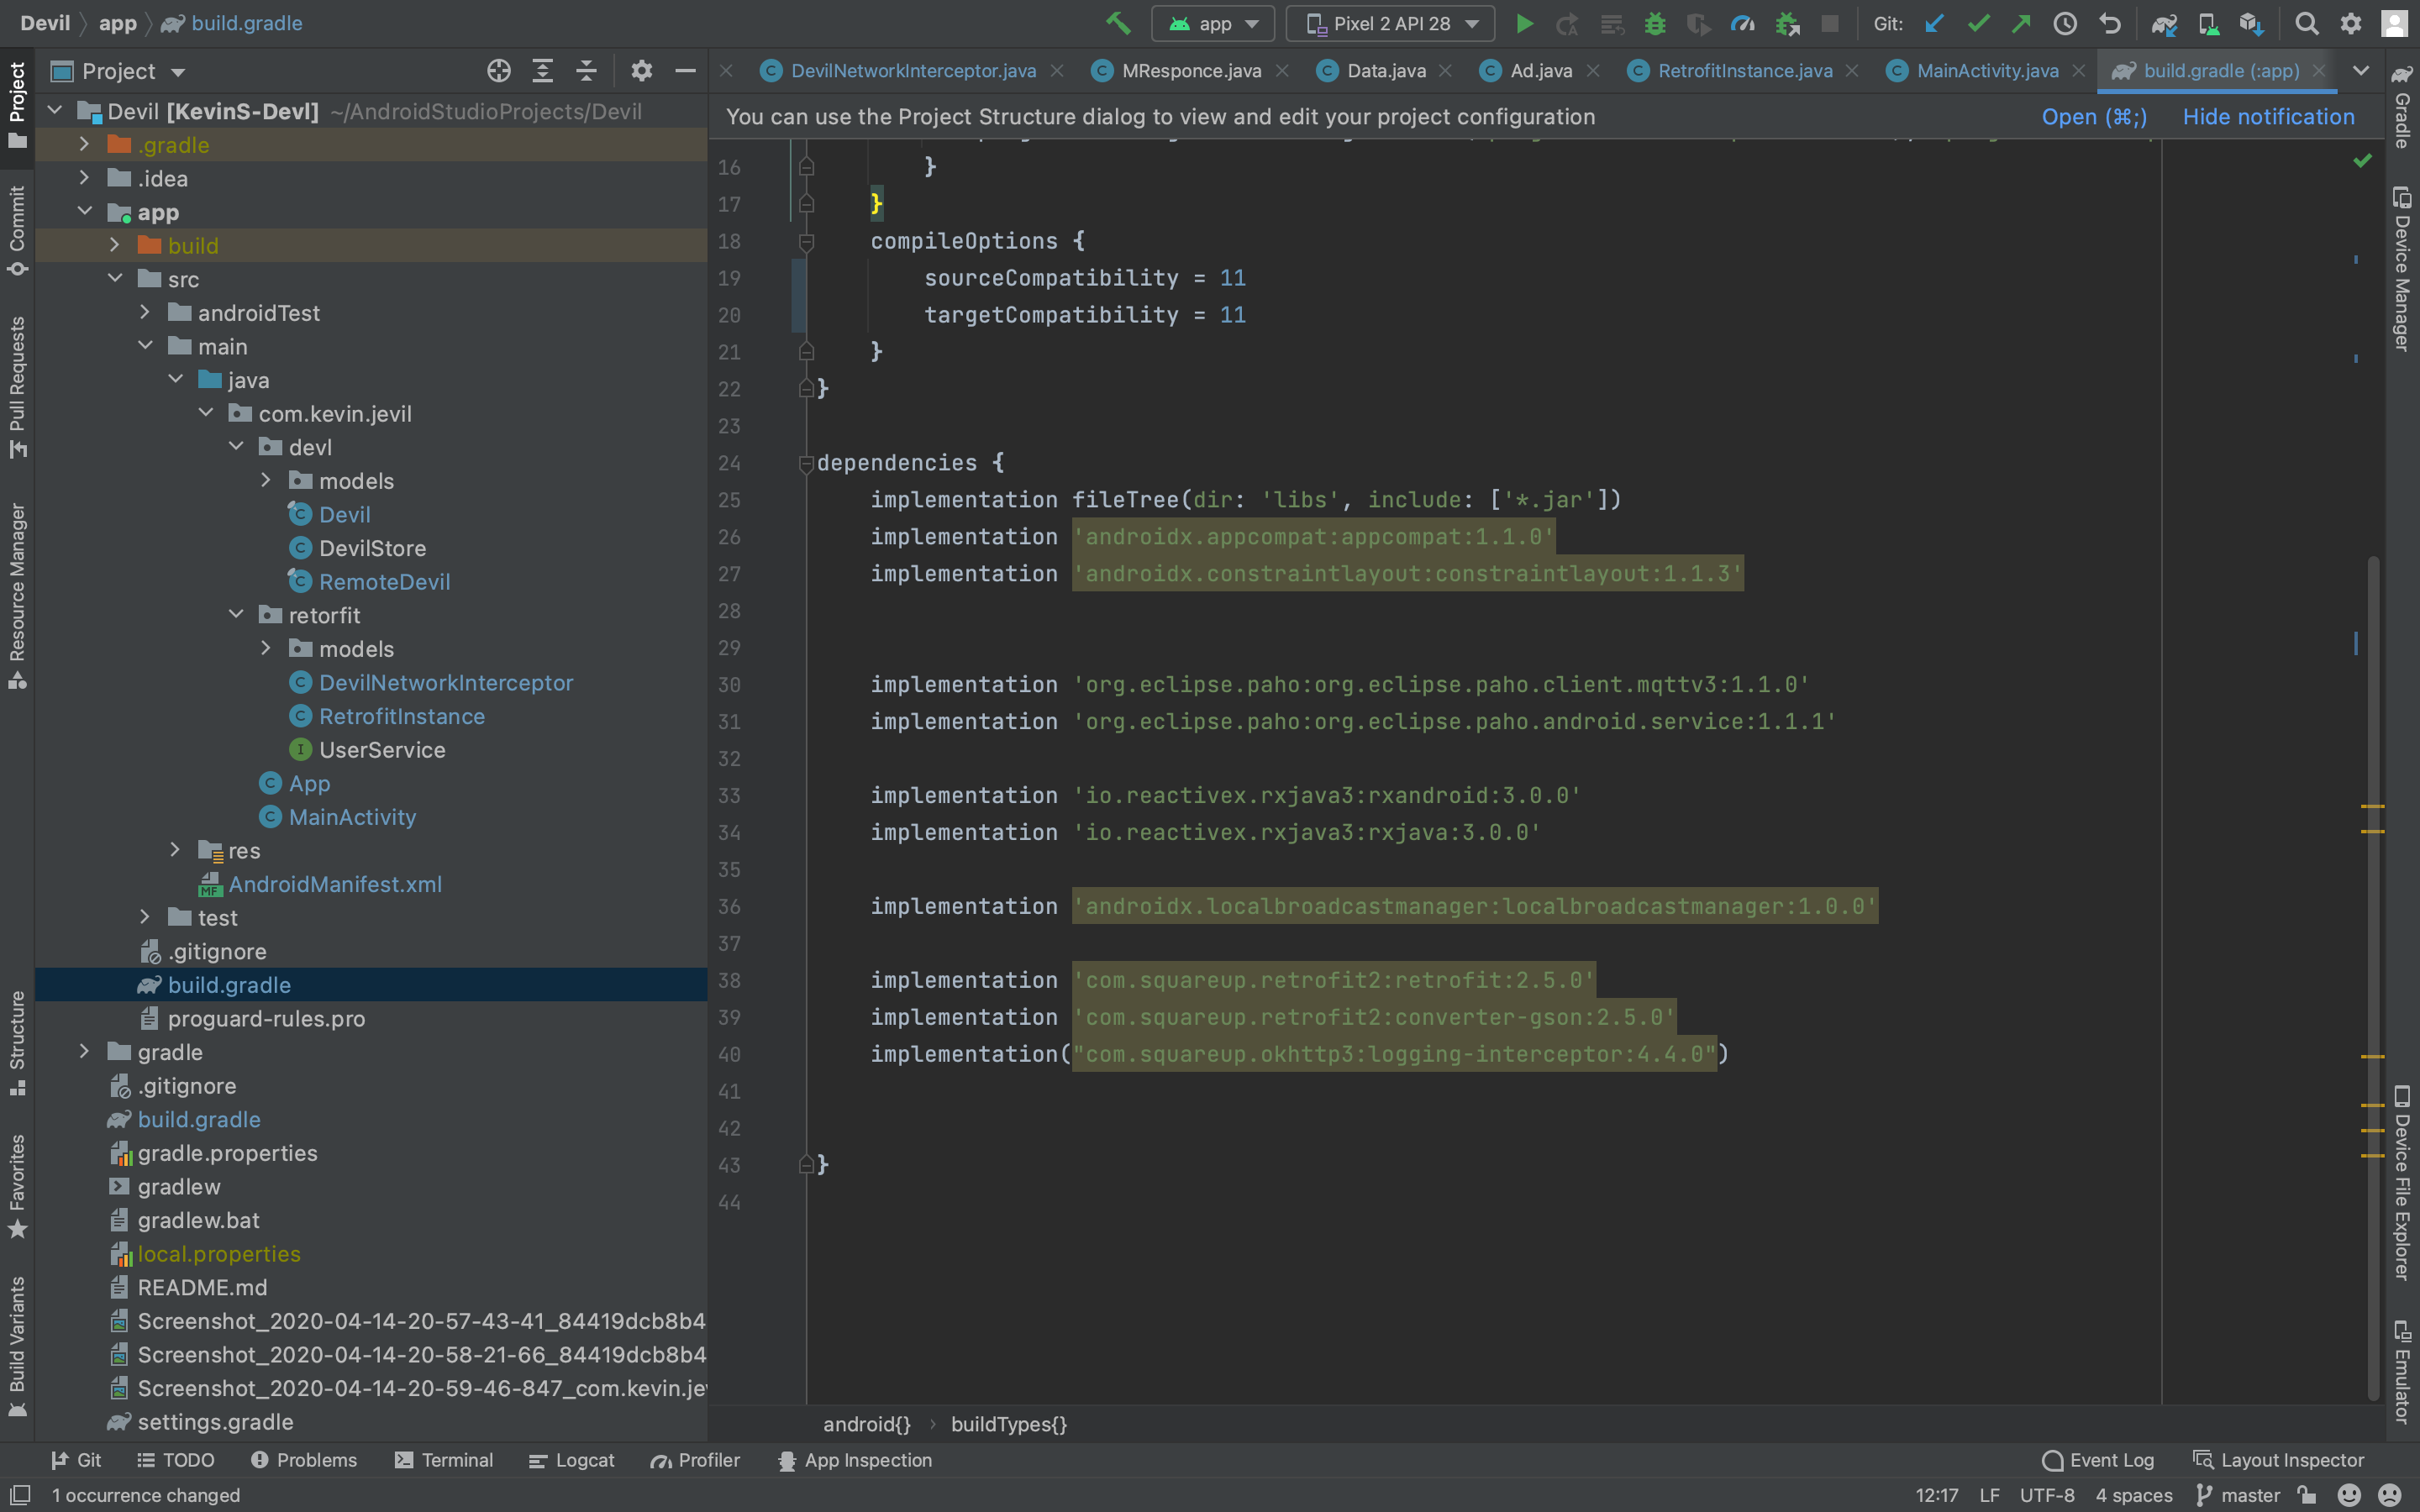 Devil app build.gradle app Pixel 2 API 28 Git:
Project
DevilNetworkInterceptor.java MResponce.java Data.java Ad.java RetrofitInstance.java MainActivity.java build.gradle (:app)
You can use the Project Structure dialog to view and edit your project configuration Open (⌘;) Hide notification
Project
Commit
Pull Requests
Resource Manager
Structure
Favorites
Build Variants
Devil [KevinS-Devl] ~/AndroidStudioProjects/Devil
.gradle
.idea
app
build
src
androidTest
main
java
com.kevin.jevil
devl
models
Devil
DevilStore
RemoteDevil
retorfit
models
DevilNetworkInterceptor
RetrofitInstance
UserService
App
MainActivity
res
AndroidManifest.xml
test
.gitignore
build.gradle
proguard-rules.pro
gradle
.gitignore
build.gradle
gradle.properties
gradlew
gradlew.bat
local.properties
README.md
Screenshot_2020-04-14-20-57-43-41_84419dcb8b4
Screenshot_2020-04-14-20-58-21-66_84419dcb8b4
Screenshot_2020-04-14-20-59-46-847_com.kevin.je
settings.gradle
16 }
17 }
18 compileOptions {
19 sourceCompatibility = 11
20 targetCompatibility = 11
21 }
22 }
23
24 dependencies {
25 implementation fileTree(dir: 'libs', include: ['*.jar'])
26 implementation 'androidx.appcompat:appcompat:1.1.0'
27 implementation 'androidx.constraintlayout:constraintlayout:1.1.3'
28
29
30 implementation 'org.eclipse.paho:org.eclipse.paho.client.mqttv3:1.1.0'
31 implementation 'org.eclipse.paho:org.eclipse.paho.android.service:1.1.1'
32
33 implementation 'io.reactivex.rxjava3:rxandroid:3.0.0'
34 implementation 'io.reactivex.rxjava3:rxjava:3.0.0'
35
36 implementation 'androidx.localbroadcastmanager:localbroadcastmanager:1.0.0'
37
38 implementation 'com.squareup.retrofit2:retrofit:2.5.0'
39 implementation 'com.squareup.retrofit2:converter-gson:2.5.0'
40 implementation("com.squareup.okhttp3:logging-interceptor:4.4.0")
41
42
43 }
44
android{} › buildTypes{}
Gradle
Device Manager
Device File Explorer
Emulator
Git TODO Problems Terminal Logcat Profiler App Inspection Event Log Layout Inspector
1 occurrence changed 12:17 LF UTF-8 4 spaces master